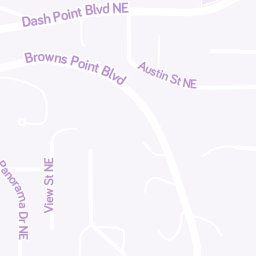 Dash Point Blvd NE
Browns Point Blvd
Austin St NE
View St NE
Panorama Dr NE